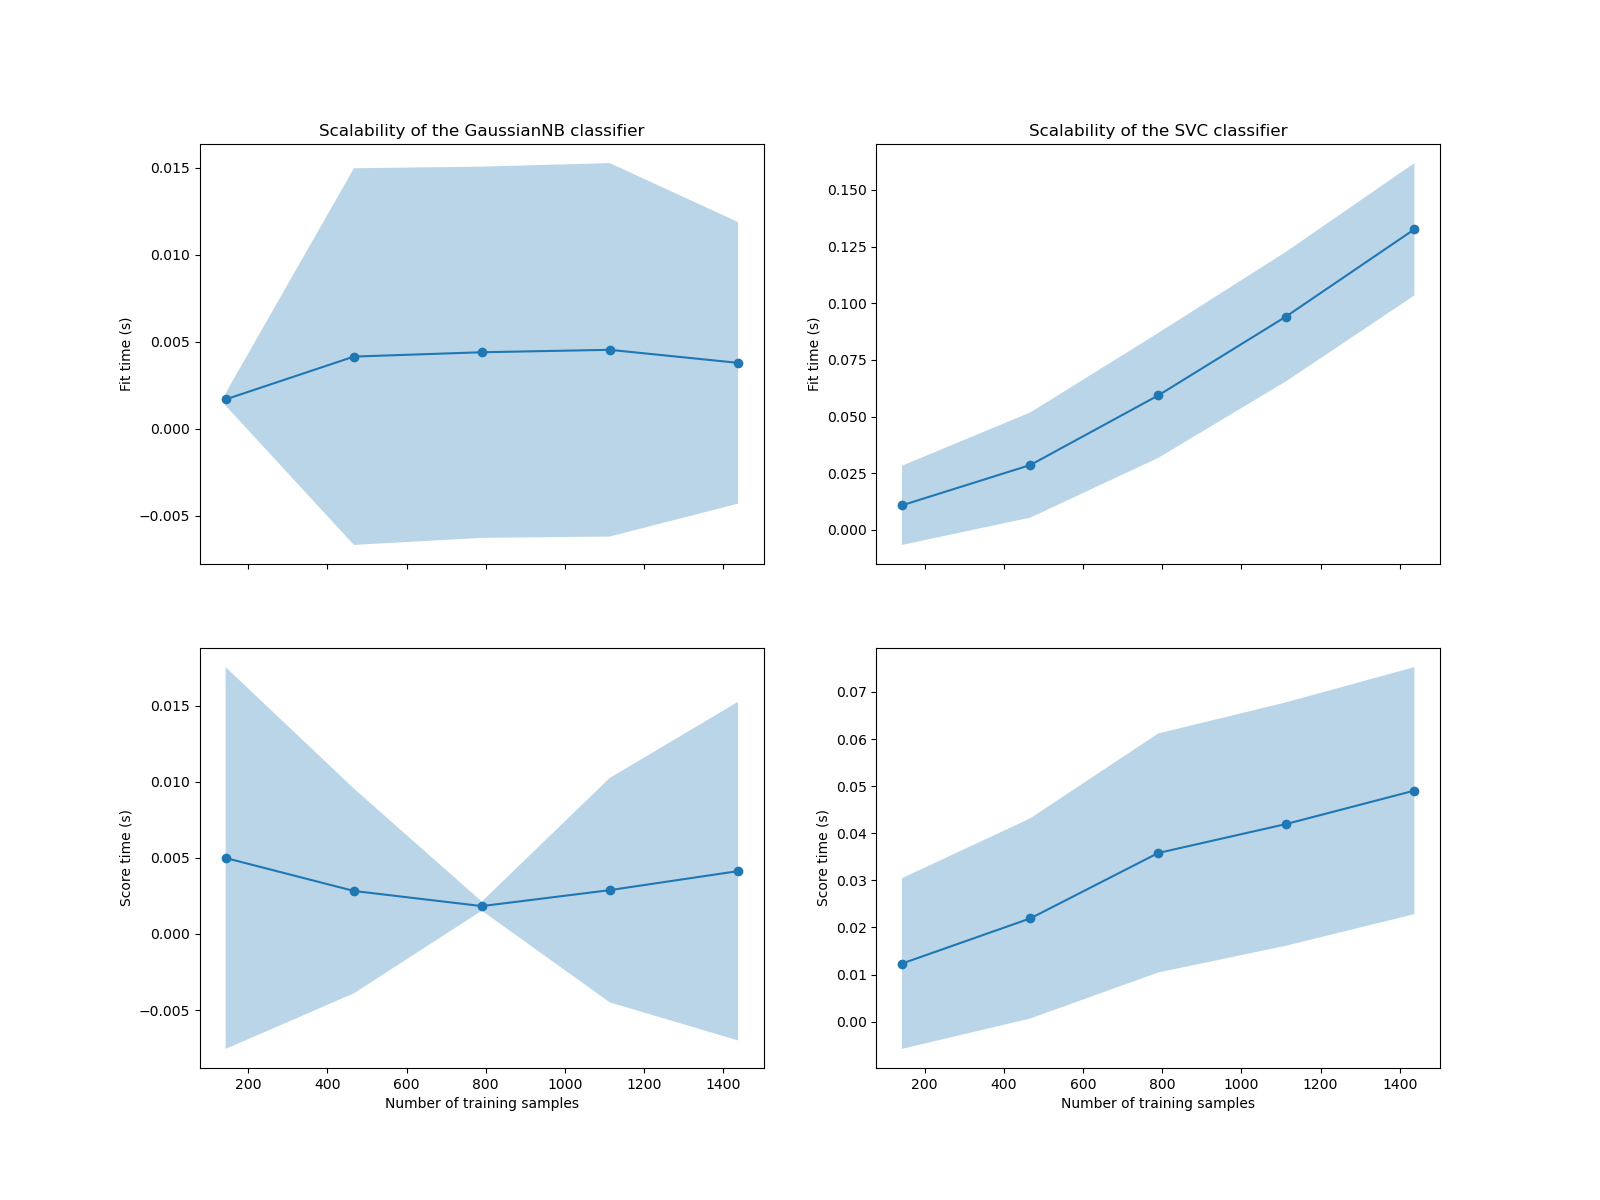 Scalability of the GaussianNB classifier
0.015
0.010
0.005
0.000
−0.005
Fit time (s)
Scalability of the SVC classifier
0.150
0.125
0.100
0.075
0.050
0.025
0.000
Fit time (s)
0.015
0.010
0.005
0.000
−0.005
Score time (s)
200 400 600 800 1000 1200 1400
Number of training samples
0.07
0.06
0.05
0.04
0.03
0.02
0.01
0.00
Score time (s)
200 400 600 800 1000 1200 1400
Number of training samples